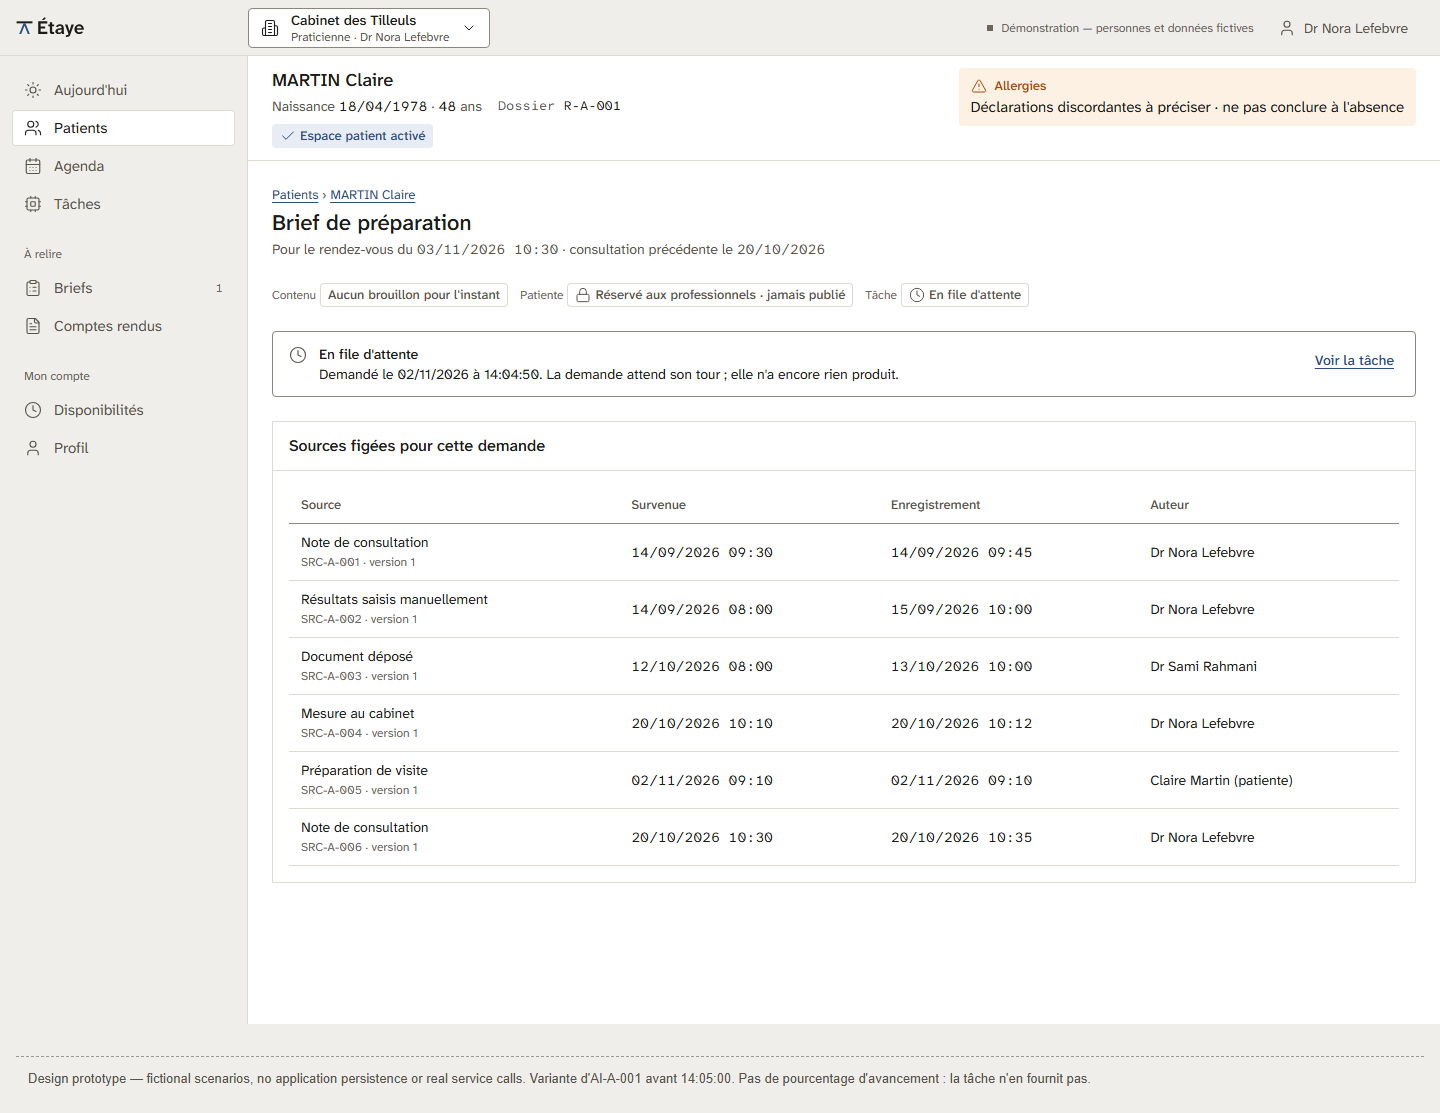 Étaye
Cabinet des Tilleuls
Praticienne · Dr Nora Lefebvre
Démonstration — personnes et données fictives
Dr Nora Lefebvre
Aujourd'hui
Patients
Agenda
Tâches
À relire
Briefs 1
Comptes rendus
Mon compte
Disponibilités
Profil
MARTIN Claire
Naissance 18/04/1978 · 48 ans Dossier R-A-001
Espace patient activé
Allergies
Déclarations discordantes à préciser · ne pas conclure à l'absence
Patients › MARTIN Claire
Brief de préparation
Pour le rendez-vous du 03/11/2026 10:30 · consultation précédente le 20/10/2026
Contenu Aucun brouillon pour l'instant Patiente Réservé aux professionnels · jamais publié Tâche En file d'attente
En file d'attente
Demandé le 02/11/2026 à 14:04:50. La demande attend son tour ; elle n'a encore rien produit.
Voir la tâche
Sources figées pour cette demande
Source Survenue Enregistrement Auteur
Note de consultation
SRC-A-001 · version 1
14/09/2026 09:30 14/09/2026 09:45 Dr Nora Lefebvre
Résultats saisis manuellement
SRC-A-002 · version 1
14/09/2026 08:00 15/09/2026 10:00 Dr Nora Lefebvre
Document déposé
SRC-A-003 · version 1
12/10/2026 08:00 13/10/2026 10:00 Dr Sami Rahmani
Mesure au cabinet
SRC-A-004 · version 1
20/10/2026 10:10 20/10/2026 10:12 Dr Nora Lefebvre
Préparation de visite
SRC-A-005 · version 1
02/11/2026 09:10 02/11/2026 09:10 Claire Martin (patiente)
Note de consultation
SRC-A-006 · version 1
20/10/2026 10:30 20/10/2026 10:35 Dr Nora Lefebvre
Design prototype — fictional scenarios, no application persistence or real service calls. Variante d'AI-A-001 avant 14:05:00. Pas de pourcentage d'avancement : la tâche n'en fournit pas.